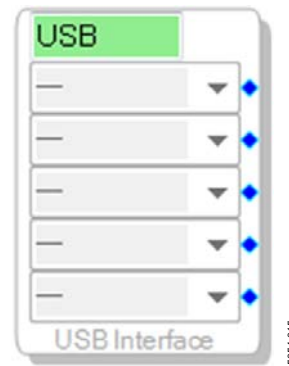 USB
—
—
—
—
—
USB Interface